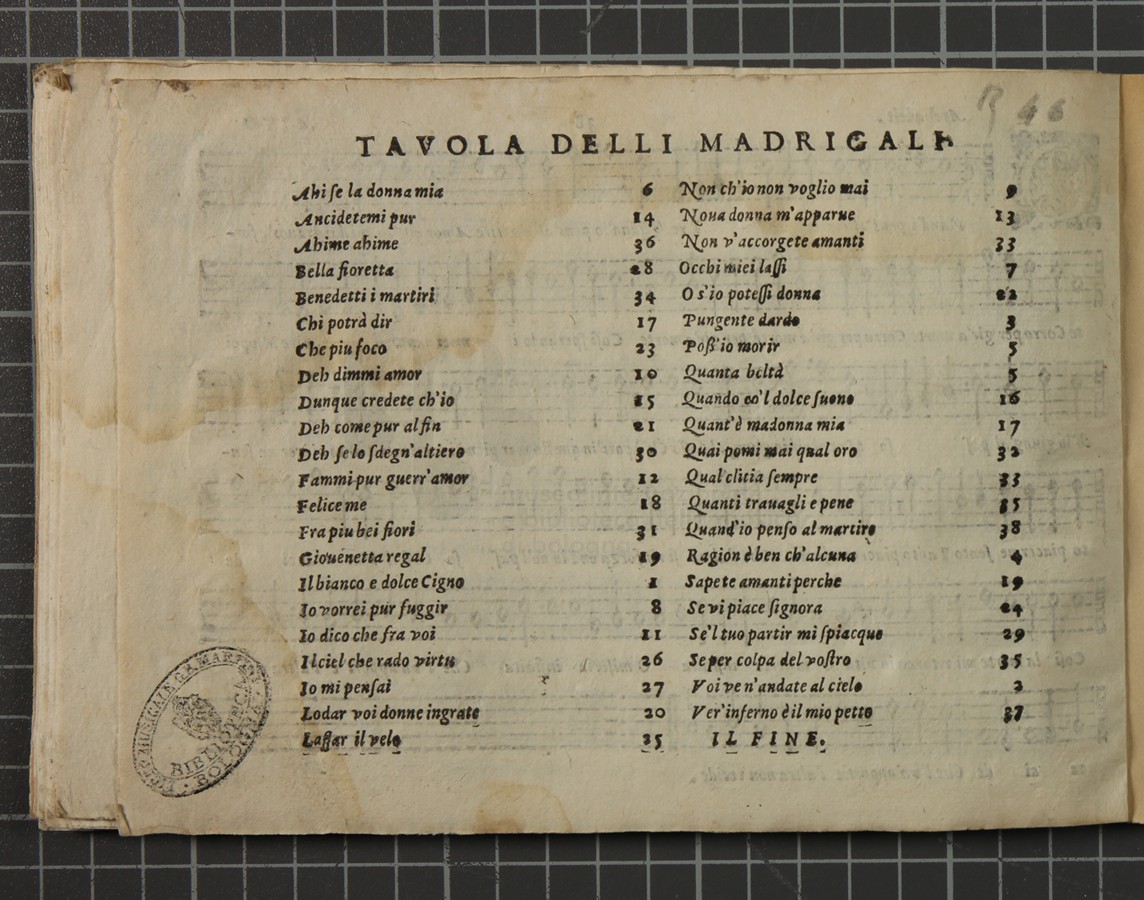 R 46
TAVOLA DELLI MADRIGALI
Ahi se la donna mia 6
Ancidetemi pur 14
Ahime ahime 36
Bella fioretta 28
Benedetti i martiri 34
Chi potrà dir 17
Che piu foco 23
Deh dimmi amor 10
Dunque credete ch'io 15
Deh come pur al fin 21
Deh se lo sdegn'altiero 30
Fammi pur guerr'amor 12
Felice me 18
Fra piu bei fiori 31
Giouenetta regal 19
Il bianco e dolce Cigno 1
Io vorrei pur fuggir 8
Io dico che fra voi 11
Il ciel che rado virtu 26
Io mi pensai 27
Lodar voi donne ingrate 20
Lassar il velo 25
Non ch'io non voglio mai 9
Noua donna m'apparue 13
Non v'accorgete amanti 33
Occhi miei lassi 7
O s'io potessi donna 22
Pungente dardo 3
Poss'io morir 5
Quanta beltà 5
Quando co'l dolce suono 16
Quant'è madonna mia 17
Quai pomi mai qual oro 32
Qual clitia sempre 33
Quanti trauagli e pene 35
Quand'io penso al martire 38
Ragion è ben ch'alcuna 4
Sapete amanti perche 19
Se vi piace signora 24
Se'l tuo partir mi spiacque 29
Se per colpa del vostro 35
Voi ve n'andate al cielo 2
Ver'inferno è il mio petto 37
IL FINE.
BIBLIOTECA
BOLOGNA